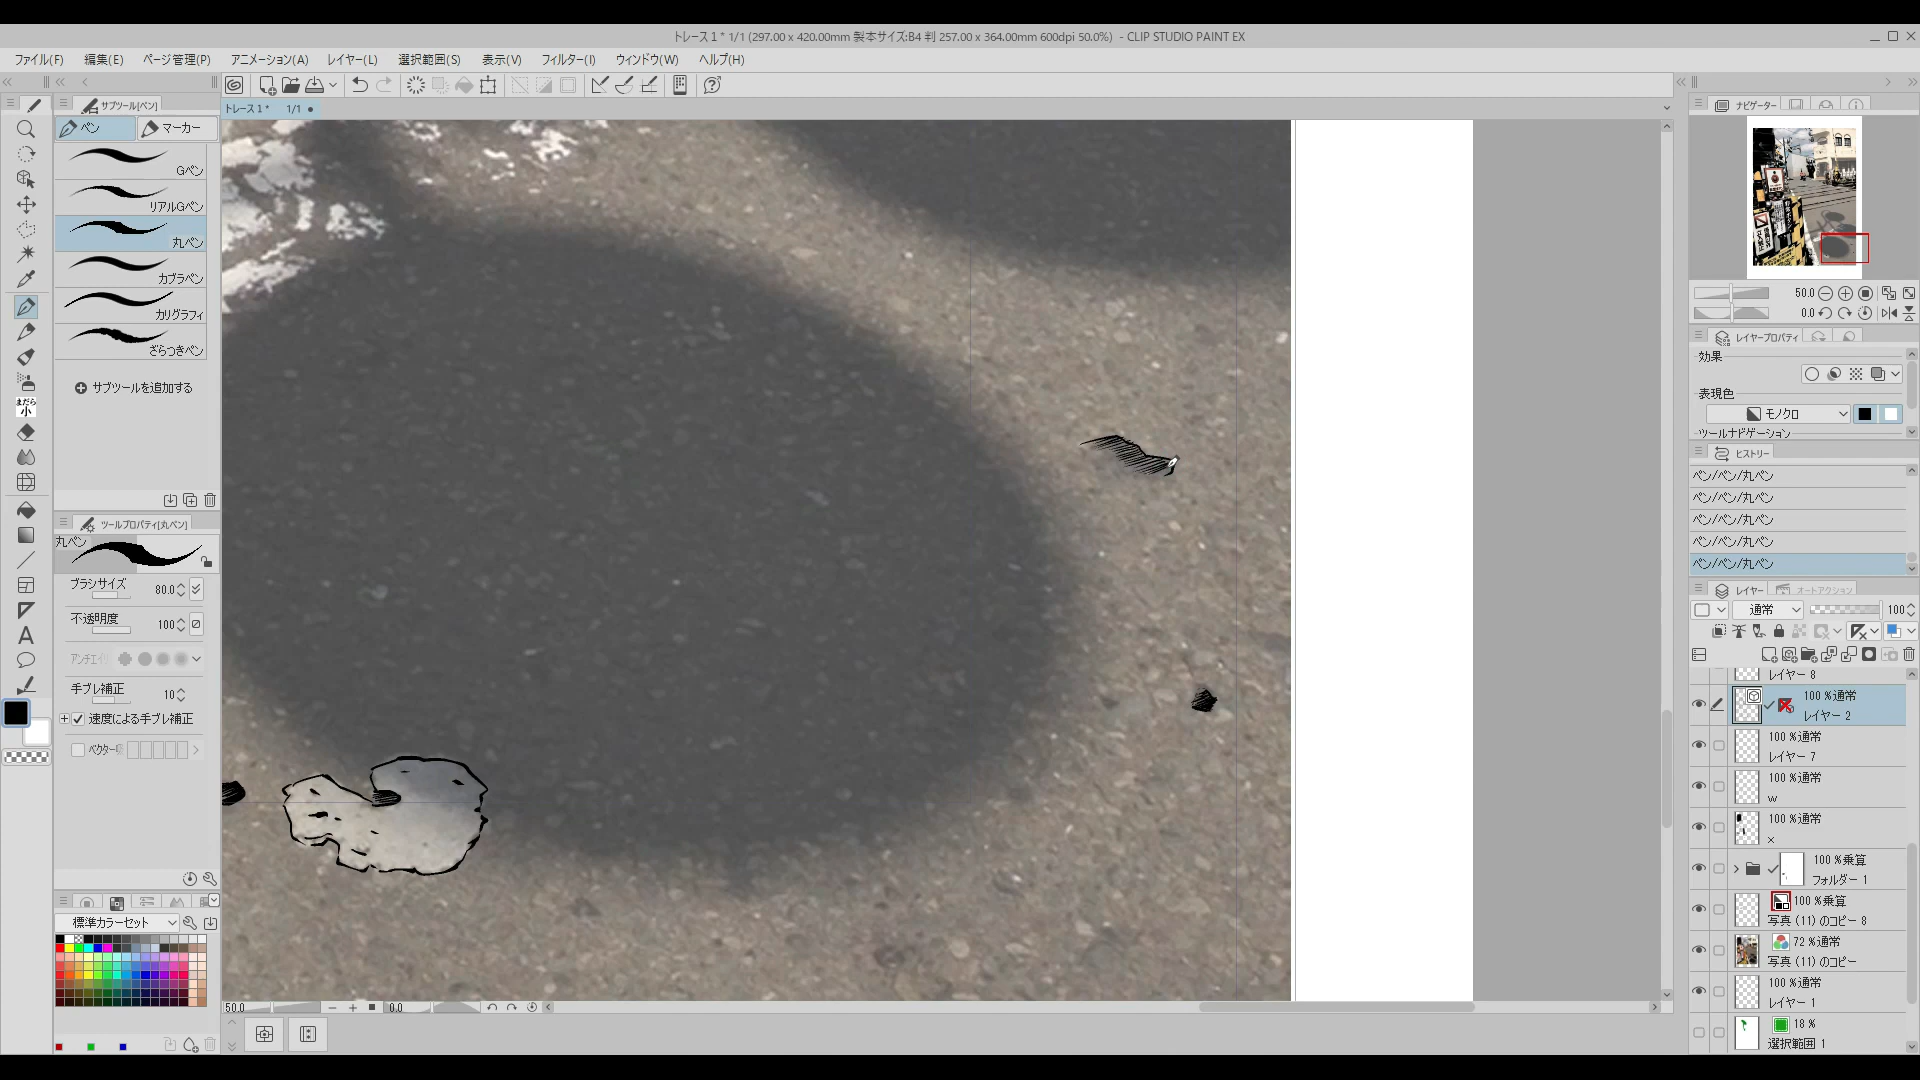 トレース１* 1/1 (297.00 x 420.00mm 製本サイズ:B4 判 257.00 x 364.00mm 600dpi 50.0%) - CLIP STUDIO PAINT EX
ファイル(F) 編集(E) ページ管理(P) アニメーション(A) レイヤー(L) 選択範囲(S) 表示(V) フィルター(I) ウィンドウ(W) ヘルプ(H)
サブツール[ペン]
ペン マーカー
Gペン
リアルGペン
丸ペン
カブラペン
カリグラフィ
ざらつきペン
サブツールを追加する
まだら
小
A
ツールプロパティ[丸ペン]
丸ペン
ブラシサイズ 80.0
不透明度 100
手ブレ補正 10
速度による手ブレ補正
標準カラーセット
トレース１* 1/1
50.0 0.0
ナビゲーター
50.0
0.0
レイヤープロパティ
効果
表現色
モノクロ
ツールナビゲーション
ヒストリー
ペン/ペン/丸ペン
ペン/ペン/丸ペン
ペン/ペン/丸ペン
ペン/ペン/丸ペン
ペン/ペン/丸ペン
レイヤー オートアクション
通常 100
レイヤー 8
100 %通常
レイヤー 2
100 %通常
レイヤー 7
100 %通常
w
100 %通常
x
100 %乗算
フォルダー 1
100 %乗算
写真 (11) のコピー 8
72 %通常
写真 (11) のコピー
100 %通常
レイヤー 1
18 %
選択範囲 1